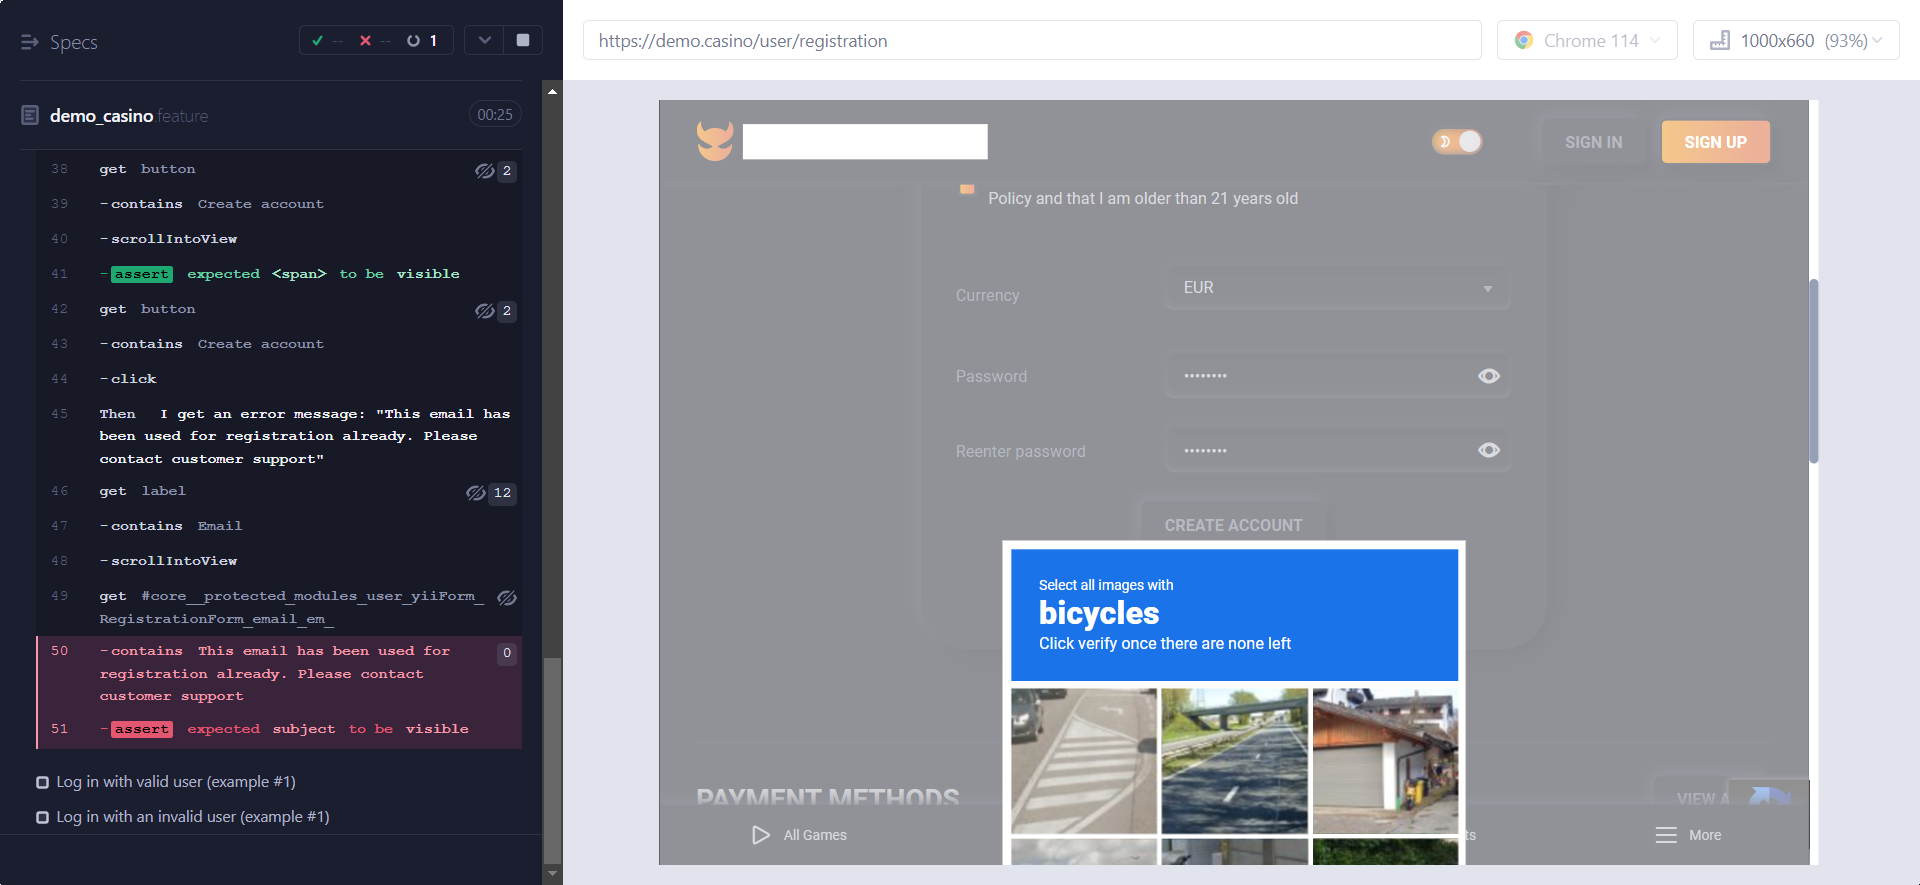 Specs
-- -- 1
demo_casino.feature
00:25
38 get button 2
39 -contains Create account
40 -scrollIntoView
41 -assert expected <span> to be visible
42 get button 2
43 -contains Create account
44 -click
45 Then I get an error message: "This email has
been used for registration already. Please
contact customer support"
46 get label 12
47 -contains Email
48 -scrollIntoView
49 get #core__protected_modules_user_yiiForm_
RegistrationForm_email_em_
50 -contains This email has been used for 0
registration already. Please contact
customer support
51 -assert expected subject to be visible
Log in with valid user (example #1)
Log in with an invalid user (example #1)
https://demo.casino/user/registration
Chrome 114
1000x660 (93%)
SIGN IN
SIGN UP
Policy and that I am older than 21 years old
Currency
EUR
Password
••••••••
Reenter password
••••••••
CREATE ACCOUNT
Select all images with
bicycles
Click verify once there are none left
PAYMENT METHODS
VIEW A
All Games
ts
More